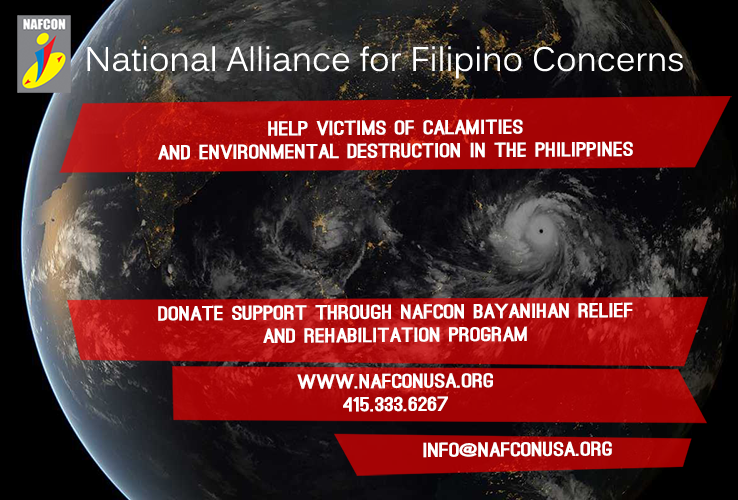 NAFCON
National Alliance for Filipino Concerns
HELP VICTIMS OF CALAMITIES
AND ENVIRONMENTAL DESTRUCTION IN THE PHILIPPINES
DONATE SUPPORT THROUGH NAFCON BAYANIHAN RELIEF
AND REHABILITATION PROGRAM
WWW.NAFCONUSA.ORG
415.333.6267
INFO@NAFCONUSA.ORG